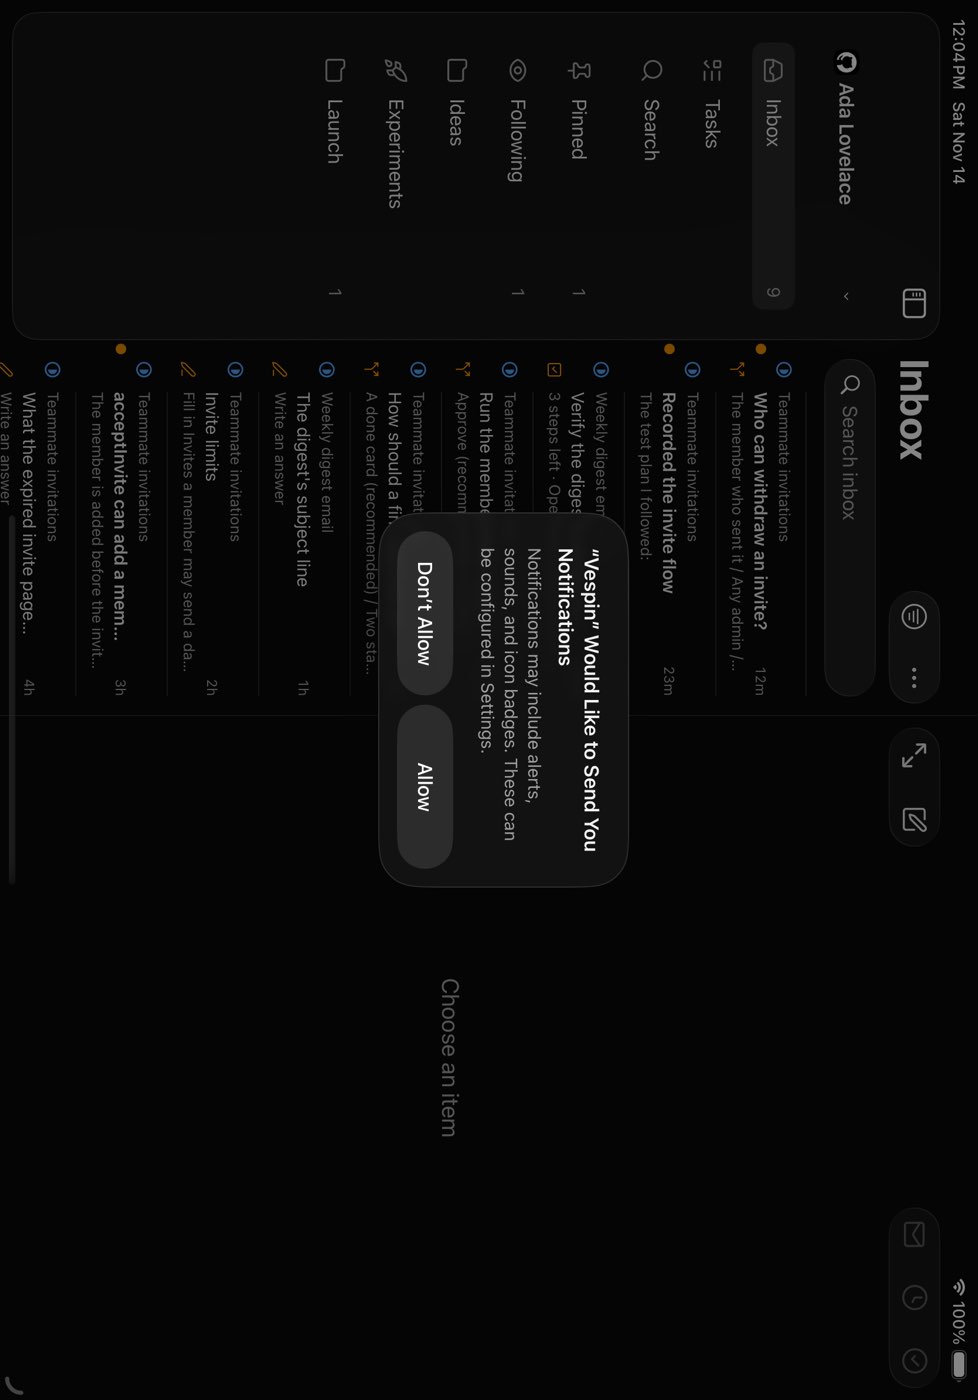 12:04 PM Sat Nov 14
100%
Ada Lovelace
Inbox 9
Tasks
Search
Pinned 1
Following 1
Ideas
Experiments
Launch 1
Inbox
Search inbox
Teammate invitations
Who can withdraw an invite? 12m
The member who sent it / Any admin /...
Teammate invitations
Recorded the invite flow 23m
The test plan I followed:
Weekly digest em
Verify the diges
3 steps left · Ope
Teammate invitat
Run the membe
Approve (recomm
Teammate invitat
How should a fin
A done card (recommended) / Two sta...
Weekly digest email
The digest's subject line 1h
Write an answer
Teammate invitations
Invite limits 2h
Fill in Invites a member may send a da...
Teammate invitations
acceptInvite can add a mem... 3h
The member is added before the invit...
Teammate invitations
What the expired invite page... 4h
Write an answer
“Vespin” Would Like to Send You
Notifications
Notifications may include alerts,
sounds, and icon badges. These can
be configured in Settings.
Don’t Allow Allow
Choose an item